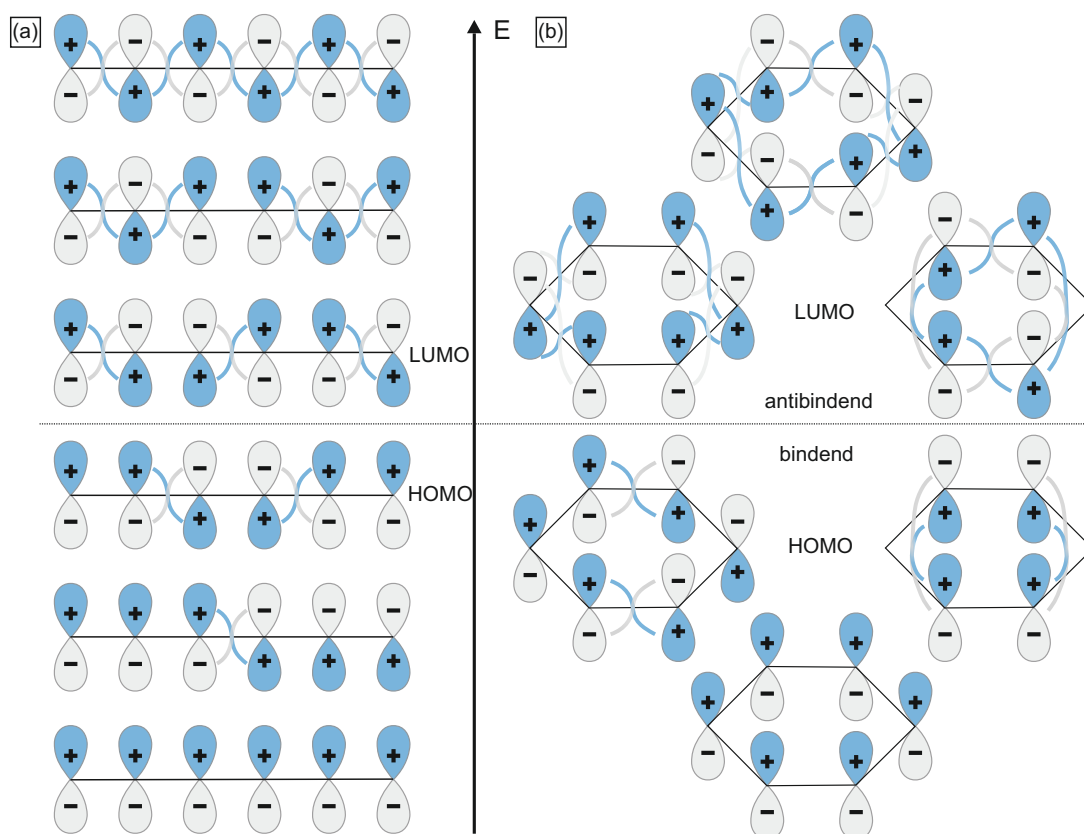 (a)
E
(b)
+ − + − + −
− + − + − +
+ − + + − +
− + − − + −
+ − − + + −
− + + − − +
LUMO
+ + − − + +
− − + + − −
HOMO
+ + + − − −
− − − + + +
+ + + + + +
− − − − − −
− +
+ −
+ −
− +
− +
+ −
+ +
− −
− −
+ +
+ +
− −
LUMO
− +
+ −
+ −
− +
antibindend
bindend
+ −
− +
+ −
− +
+ −
− +
HOMO
− −
+ +
+ +
− −
+ +
− −
+ +
− −
+ +
− −